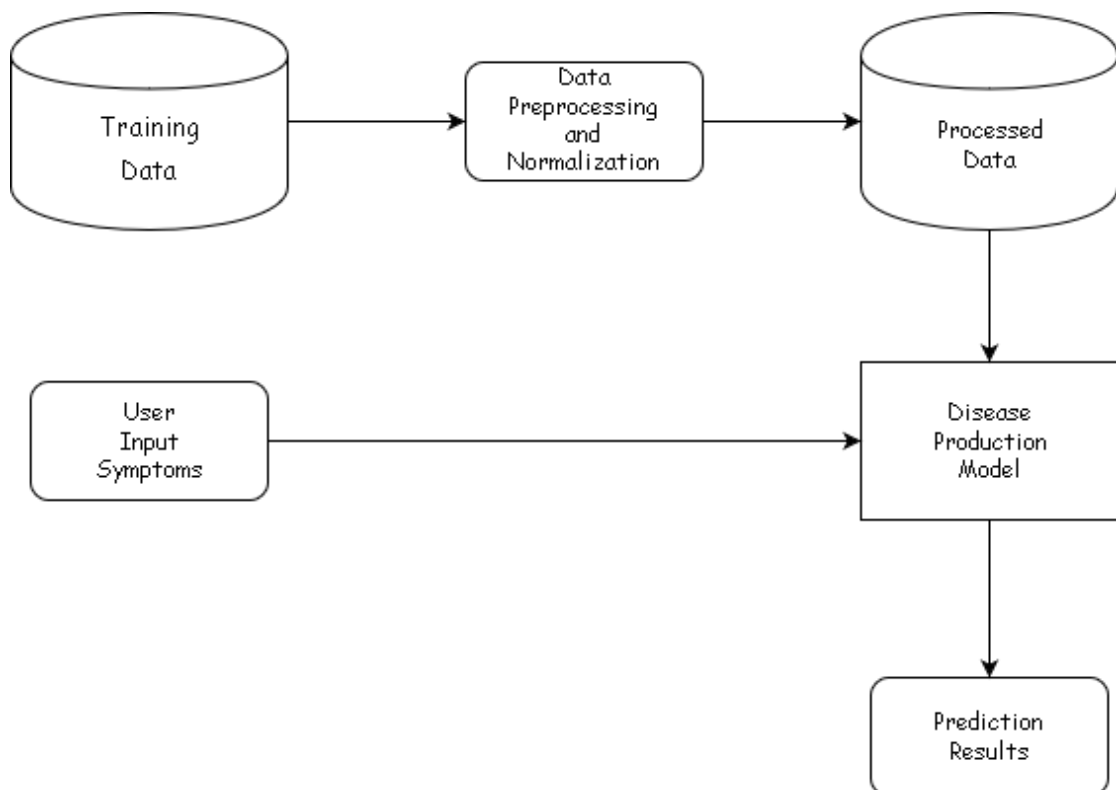 Training
Data
Data
Preprocessing
and
Normalization
Processed
Data
User
Input
Symptoms
Disease
Production
Model
Prediction
Results